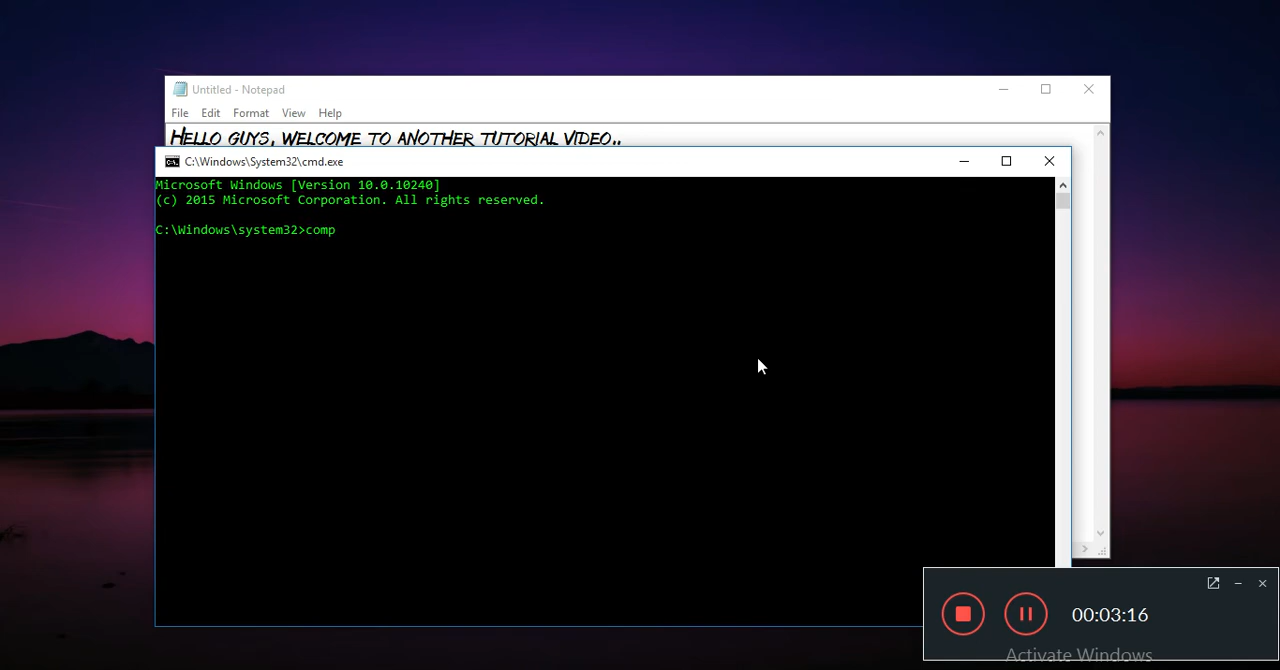 Untitled - Notepad
File Edit Format View Help
HELLO GUYS, WELCOME TO ANOTHER TUTORIAL VIDEO..
C:\Windows\System32\cmd.exe
Microsoft Windows [Version 10.0.10240]
(c) 2015 Microsoft Corporation. All rights reserved.
C:\Windows\system32>comp
00:03:16
Activate Windows